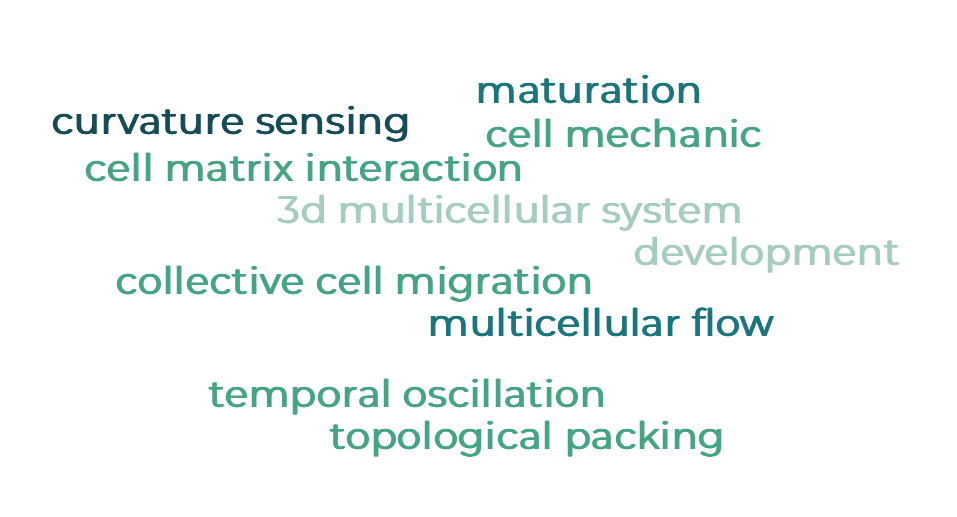 maturation
curvature sensing
cell mechanic
cell matrix interaction
3d multicellular system
development
collective cell migration
multicellular flow
temporal oscillation
topological packing